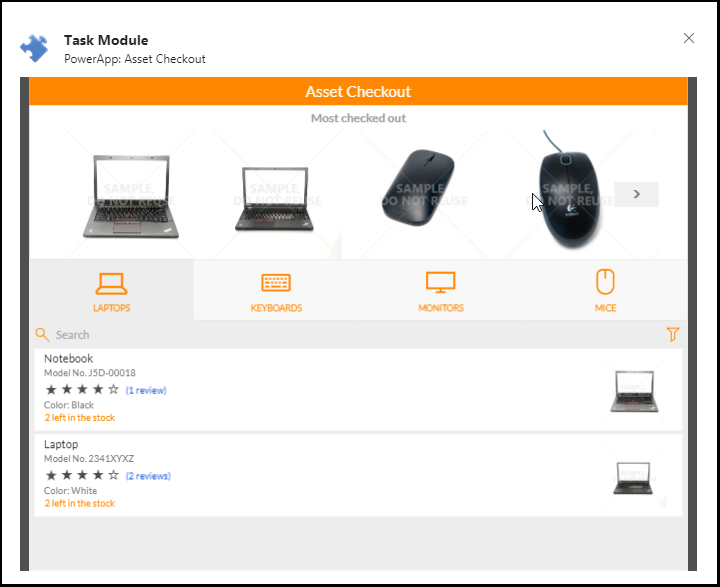 Task Module
PowerApp: Asset Checkout
Asset Checkout
Most checked out
SAMPLE,
DO NOT REUSE
SAMPLE,
DO NOT REUSE
SAMPLE,
DO NOT REUSE
SAMPLE,
DO NOT REUSE
LAPTOPS
KEYBOARDS
MONITORS
MICE
Search
Notebook
Model No. J5D-00018
(1 review)
Color: Black
2 left in the stock
Laptop
Model No. 2341XYXZ
(2 reviews)
Color: White
2 left in the stock